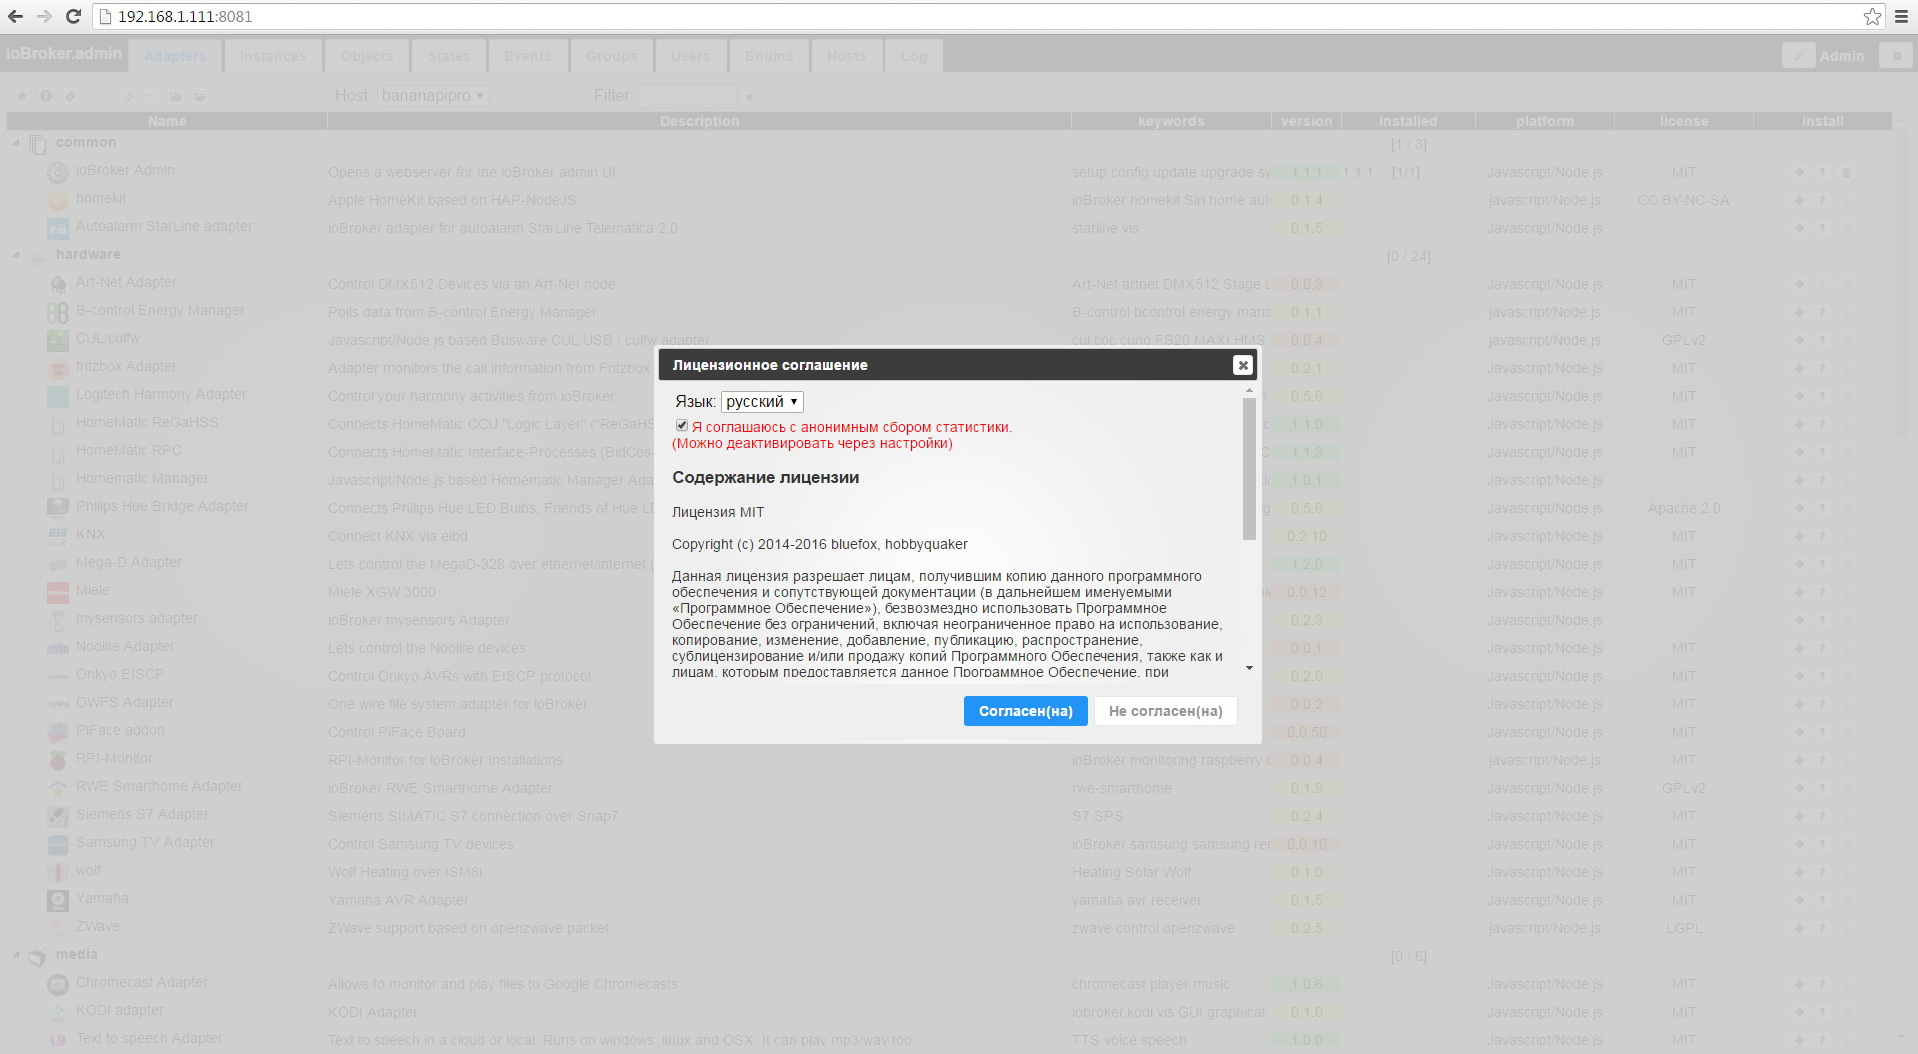 192.168.1.111:8081
ioBroker.admin Adapters Instances Objects States Events Groups Users Enums Hosts Log Admin
Host: bananapipro Filter:
Name Description keywords version installed platform license install
common [1 / 3]
ioBroker Admin Opens a webserver for the ioBroker admin UI setup config update upgrade sy 1.1.1 1.1.1 [1/1] Javascript/Node.js MIT
homekit Apple HomeKit based on HAP-NodeJS ioBroker homekit Siri home aut 0.1.4 javascript/Node.js CC BY-NC-SA
Autoalarm StarLine adapter ioBroker adapter for autoalarm StarLine Telematica 2.0 starline vis 0.1.5 Javascript/Node.js
hardware [0 / 24]
Art-Net Adapter Control DMX512 Devices via an Art-Net node Art-Net artnet DMX512 Stage L 0.0.3 Javascript/Node.js MIT
B-control Energy Manager Polls data from B-control Energy Manager B-control bcontrol energy mana 0.1.1 javascript/Node.js MIT
CUL/culfw Javascript/Node.js based Busware CUL USB / culfw adapter cul coc cuno FS20 MAX! HMS 0.0.4 javascript/Node.js GPLv2
fritzbox Adapter Adapter monitors the call information from Fritzbox 0.2.1 Javascript/Node.js MIT
Logitech Harmony Adapter Control your harmony activities from ioBroker 0.5.6 Javascript/Node.js MIT
HomeMatic ReGaHSS Connects HomeMatic CCU "Logic Layer" ("ReGaHS 1.1.0 Javascript/Node.js MIT
HomeMatic RPC Connects HomeMatic Interface-Processes (BidCos- 1.1.3 Javascript/Node.js MIT
Homematic Manager Javascript/Node js based Homematic Manager Ada 1.0.1 Javascript/Node.js
Philips Hue Bridge Adapter Connects Philips Hue LED Bulbs, Friends of Hue LE 0.5.6 Javascript/Node.js Apache 2.0
KNX Connect KNX via eibd 0.2.10 Javascript/Node.js MIT
Mega-D Adapter Lets control the MegaD-328 over ethernet/internet ( 1.2.0 Javascript/Node.js MIT
Miele Miele XGW 3000 0.0.12 Javascript/Node.js MIT
mysensors adapter ioBroker mysensors Adapter 0.2.3 Javascript/Node.js MIT
Noolite Adapter Lets control the Noolite devices 0.0.1 Javascript/Node.js MIT
Onkyo EISCP Control Onkyo AVRs with EISCP protocol 0.2.0 Javascript/Node.js MIT
OWFS Adapter One wire file system adapter for ioBroker 0.0.2 Javascript/Node.js MIT
PiFace addon Control PiFace Board 0.0.50 Javascript/Node.js MIT
RPI-Monitor RPI-Monitor for ioBroker Installations ioBroker monitoring raspberry 0.0.4 javascript/Node.js MIT
RWE Smarthome Adapter ioBroker RWE Smarthome Adapter rwe-smarthome 0.1.9 Javascript/Node.js GPLv2
Siemens S7 Adapter Siemens SIMATIC S7 connection over Snap7 S7 SPS 0.2.4 Javascript/Node.js MIT
Samsung TV Adapter Control Samsung TV devices ioBroker samsung samsung rem 0.0.10 Javascript/Node.js MIT
wolf Wolf Heating over ISM8i Heating Solar Wolf 0.1.0 Javascript/Node.js MIT
Yamaha Yamaha AVR Adapter yamaha avr receiver 0.1.5 Javascript/Node.js MIT
ZWave ZWave support based on openzwave packet zwave control openzwave 0.2.5 javascript/Node.js LGPL
media [0 / 6]
Chromecast Adapter Allows to monitor and play files to Google Chromecasts chromecast player music 1.0.6 Javascript/Node.js MIT
KODI adapter KODI Adapter iobroker.kodi vis GUI graphical 0.1.0 Javascript/Node.js MIT
Text to speech Adapter Text to speech in a cloud or local. Runs on windows, linux and OSX. It can play mp3/wav too. TTS voice speech 1.0.0 Javascript/Node.js MIT
Лицензионное соглашение
Язык: русский
Я соглашаюсь с анонимным сбором статистики.
(Можно деактивировать через настройки)
Содержание лицензии
Лицензия MIT
Copyright (c) 2014-2016 bluefox, hobbyquaker
Данная лицензия разрешает лицам, получившим копию данного программного
обеспечения и сопутствующей документации (в дальнейшем именуемыми
«Программное Обеспечение»), безвозмездно использовать Программное
Обеспечение без ограничений, включая неограниченное право на использование,
копирование, изменение, добавление, публикацию, распространение,
сублицензирование и/или продажу копий Программного Обеспечения, также как и
лицам, которым предоставляется данное Программное Обеспечение, при
Согласен(на) Не согласен(на)